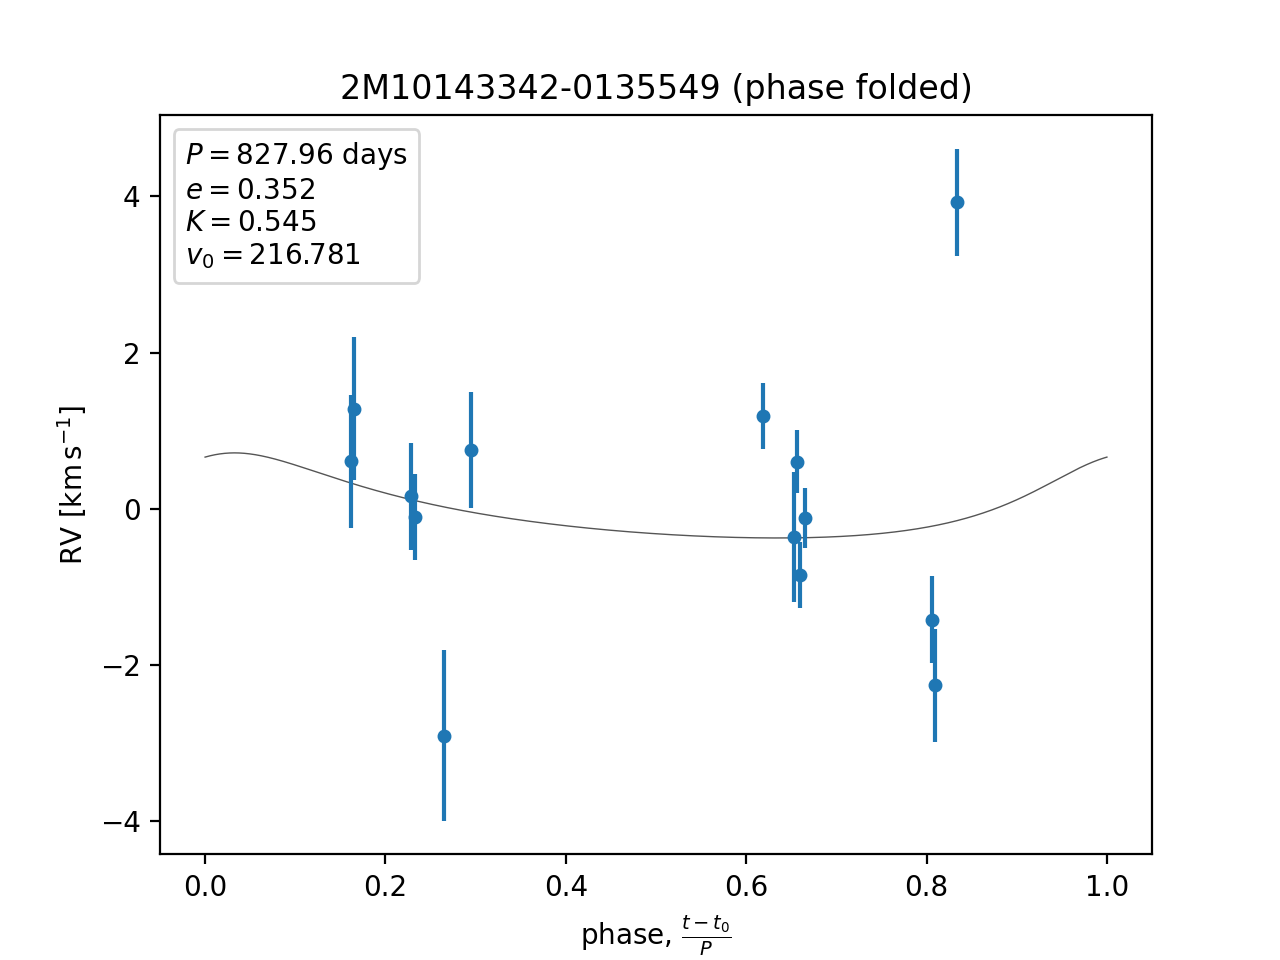 2M10143342-0135549 (phase folded)
P = 827.96 days
e = 0.352
K = 0.545
v₀ = 216.781
4
2
0
−2
−4
RV [km s⁻¹]
0.0 0.2 0.4 0.6 0.8 1.0
phase, (t − t₀)/P